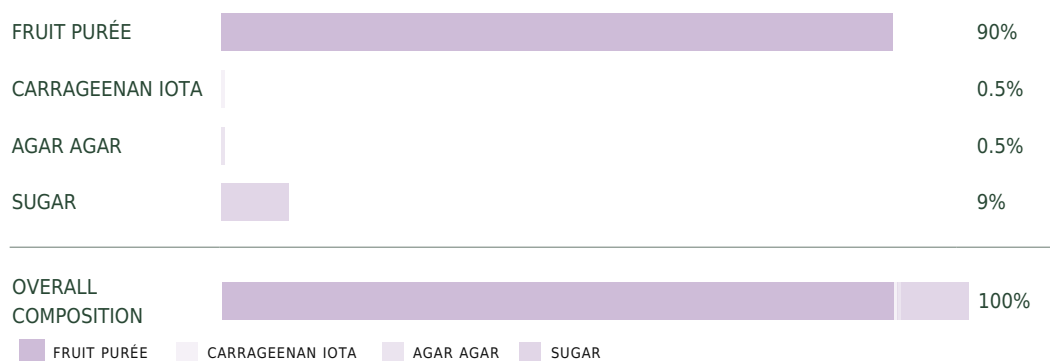 FRUIT PURÉE 90%
CARRAGEENAN IOTA 0.5%
AGAR AGAR 0.5%
SUGAR 9%
OVERALL
COMPOSITION 100%
FRUIT PURÉE CARRAGEENAN IOTA AGAR AGAR SUGAR